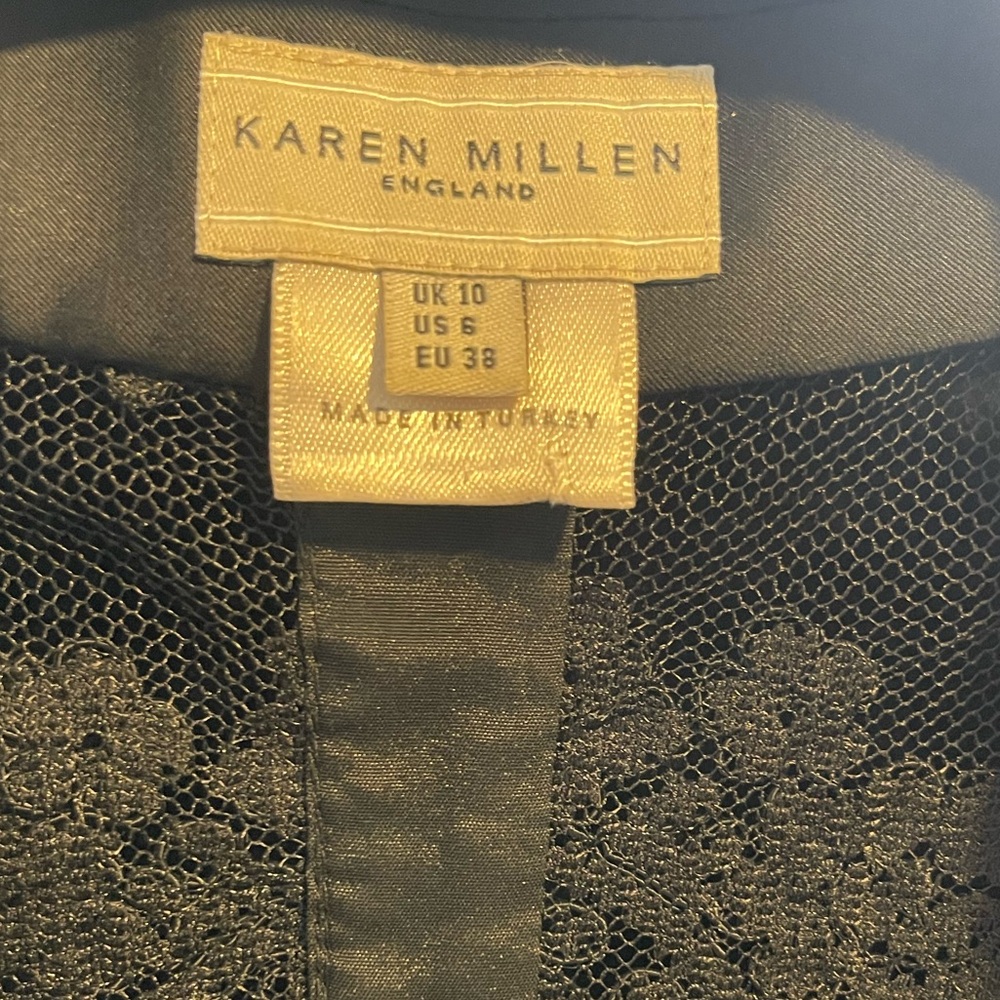 KAREN MILLEN
ENGLAND
UK 10
US 6
EU 38
MADE IN TURKEY